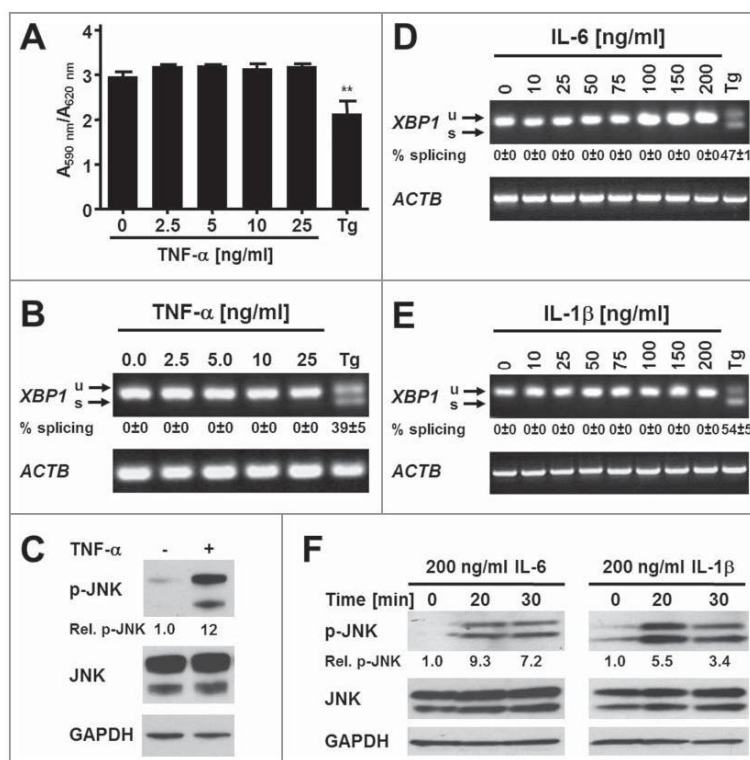 A
A590 nm/A620 nm
4
3
2
1
0
**
0 2.5 5 10 25 Tg
TNF-α [ng/ml]
B
TNF-α [ng/ml]
0.0 2.5 5.0 10 25 Tg
XBP1 u
s
% splicing 0±0 0±0 0±0 0±0 0±0 39±5
ACTB
C
TNF-α - +
p-JNK
Rel. p-JNK 1.0 12
JNK
GAPDH
D
IL-6 [ng/ml]
0 10 25 50 75 100 150 200 Tg
XBP1 u
s
% splicing 0±0 0±0 0±0 0±0 0±0 0±0 0±0 0±0 47±1
ACTB
E
IL-1β [ng/ml]
0 10 25 50 75 100 150 200 Tg
XBP1 u
s
% splicing 0±0 0±0 0±0 0±0 0±0 0±0 0±0 0±0 54±5
ACTB
F
200 ng/ml IL-6 200 ng/ml IL-1β
Time [min] 0 20 30 0 20 30
p-JNK
Rel. p-JNK 1.0 9.3 7.2 1.0 5.5 3.4
JNK
GAPDH